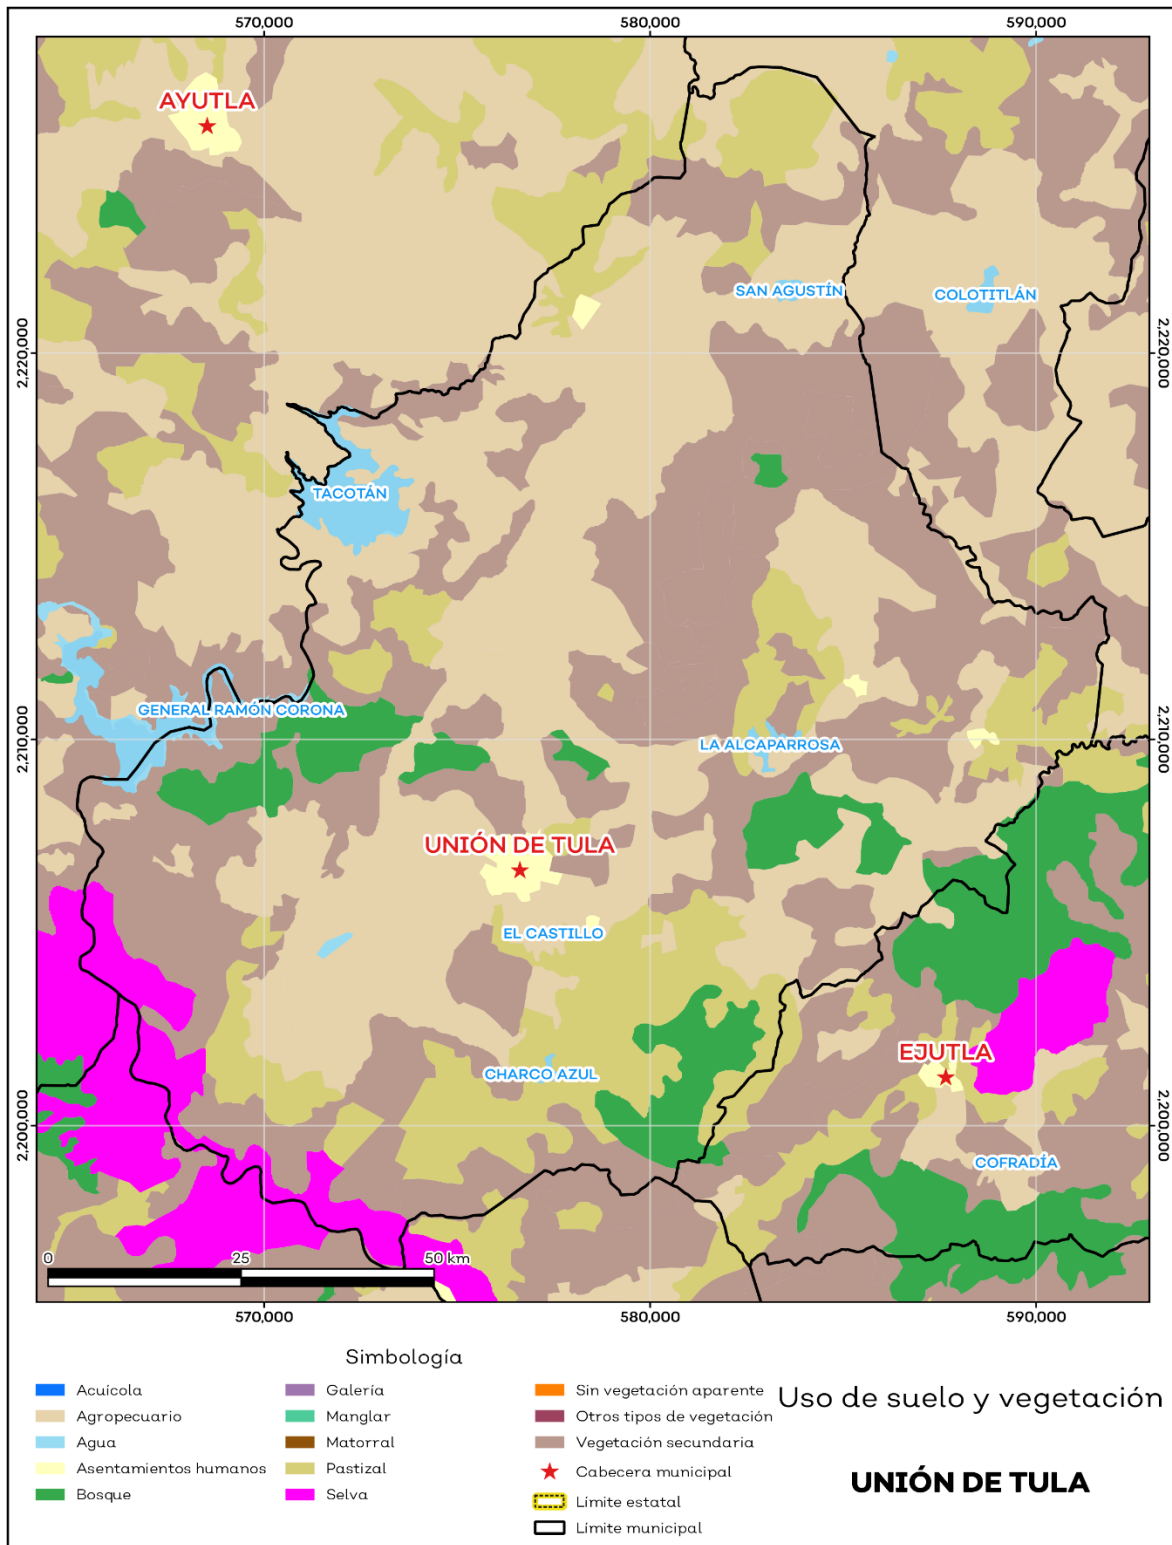 570,000 580,000 590,000
AYUTLA
SAN AGUSTÍN
COLOTITLÁN
2,220,000 2,220,000
TACOTÁN
GENERAL RAMÓN CORONA
2,210,000 2,210,000
LA ALCAPARROSA
UNIÓN DE TULA
EL CASTILLO
EJUTLA
CHARCO AZUL
2,200,000 2,200,000
COFRADÍA
0 25 50 km
570,000 580,000 590,000
Simbología
Acuícola
Agropecuario
Agua
Asentamientos humanos
Bosque
Galería
Manglar
Matorral
Pastizal
Selva
Sin vegetación aparente
Otros tipos de vegetación
Vegetación secundaria
Cabecera municipal
Límite estatal
Límite municipal
Uso de suelo y vegetación
UNIÓN DE TULA